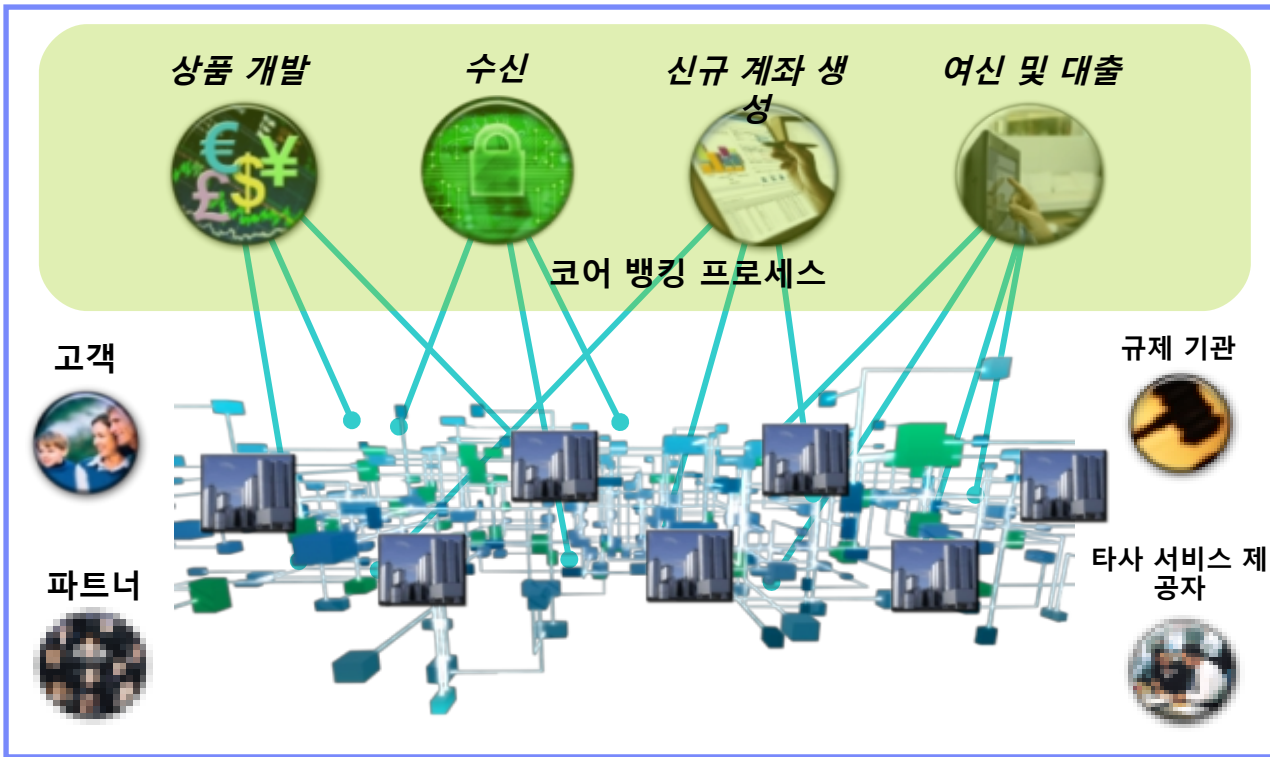 상품 개발
수신
신규 계좌 생
성
여신 및 대출
코어 뱅킹 프로세스
고객
규제 기관
파트너
타사 서비스 제
공자